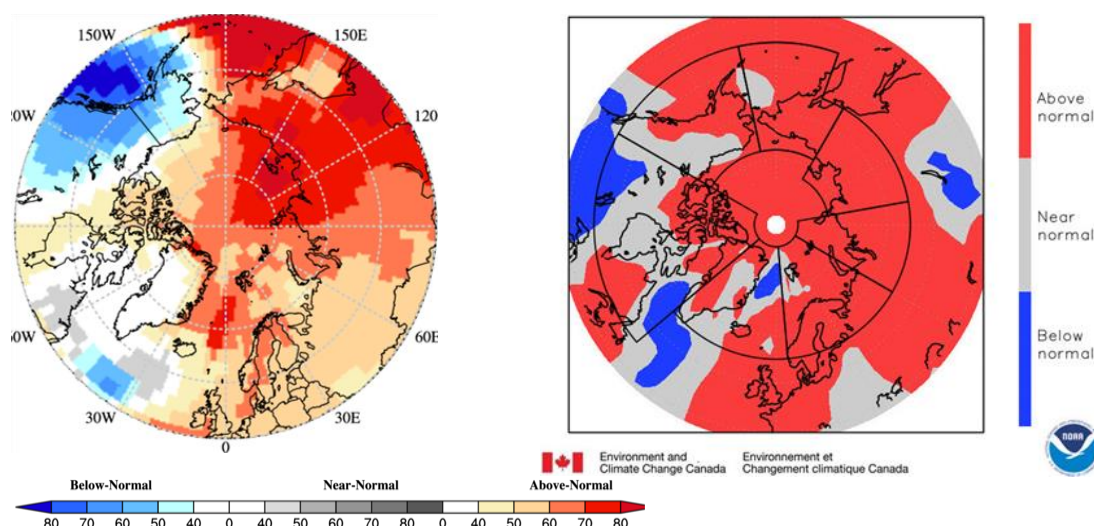 150W
150E
20W
120
0W
60E
30W
30E
0
Above
normal
Near
normal
Below
normal
Environment and
Climate Change Canada
Environnement et
Changement climatique Canada
NOAA
Below-Normal
Near-Normal
Above-Normal
80 70 60 50 40 0 40 50 60 70 80 0 40 50 60 70 80